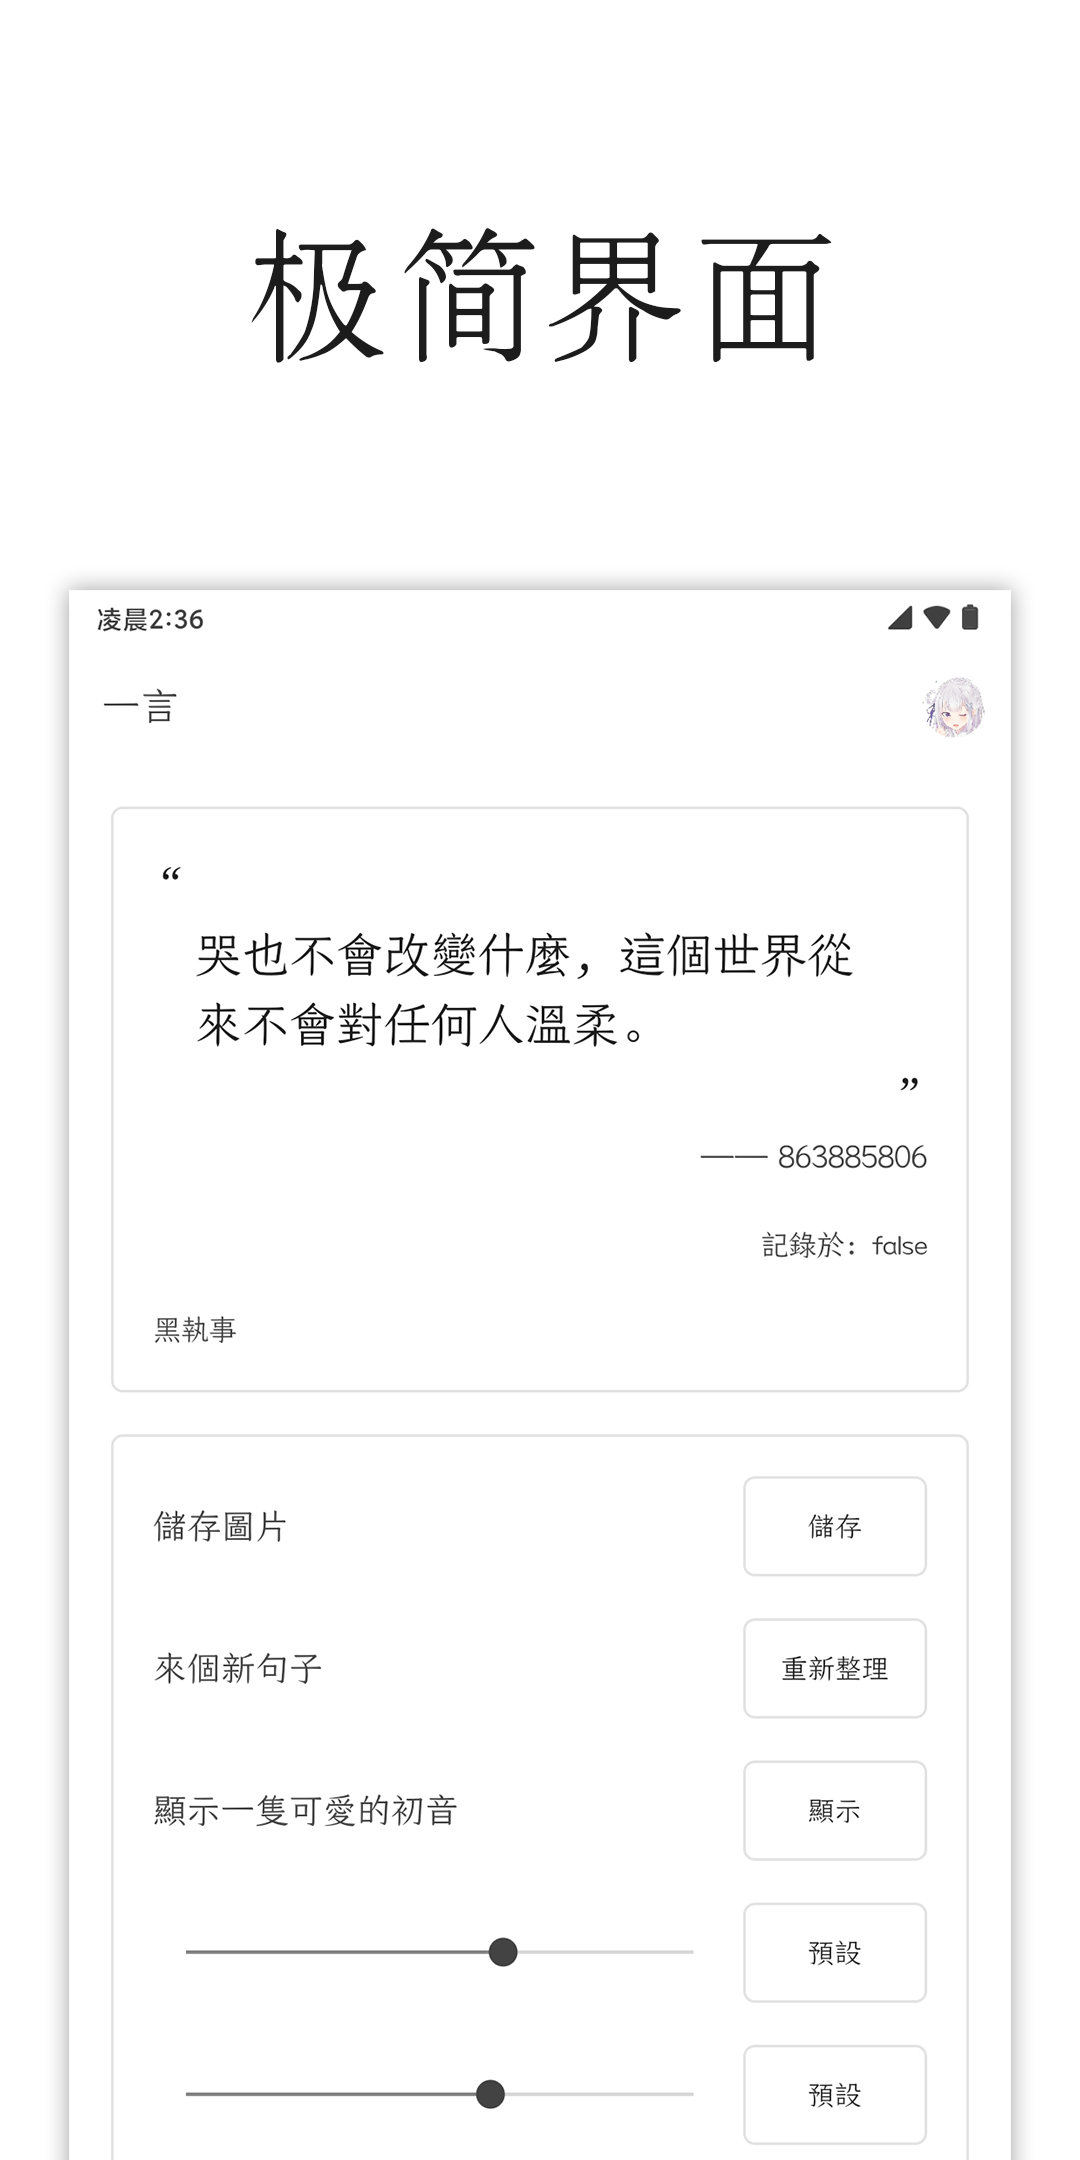 极简界面
凌晨2:36
一言
“
哭也不會改變什麼，這個世界從
來不會對任何人溫柔。
”
—— 863885806
記錄於：false
黑執事
儲存圖片
儲存
來個新句子
重新整理
顯示一隻可愛的初音
顯示
預設
預設